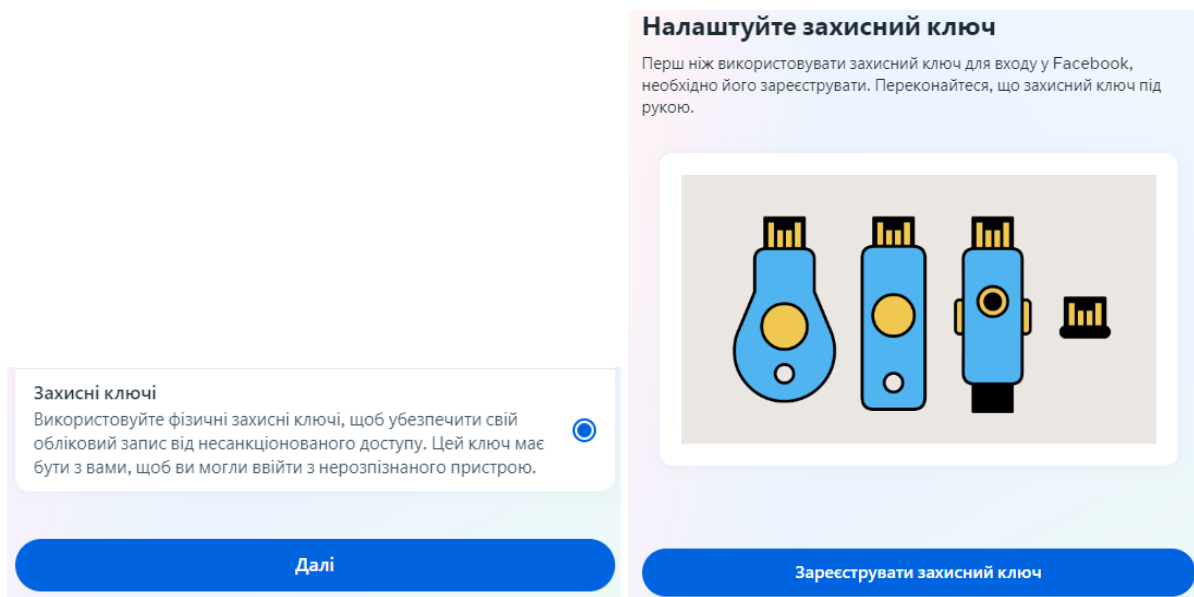 Захисні ключі
Використовуйте фізичні захисні ключі, щоб убезпечити свій
обліковий запис від несанкціонованого доступу. Цей ключ має
бути з вами, щоб ви могли ввійти з нерозпізнаного пристрою.
Далі
Налаштуйте захисний ключ
Перш ніж використовувати захисний ключ для входу у Facebook,
необхідно його зареєструвати. Переконайтеся, що захисний ключ під
рукою.
Зареєструвати захисний ключ